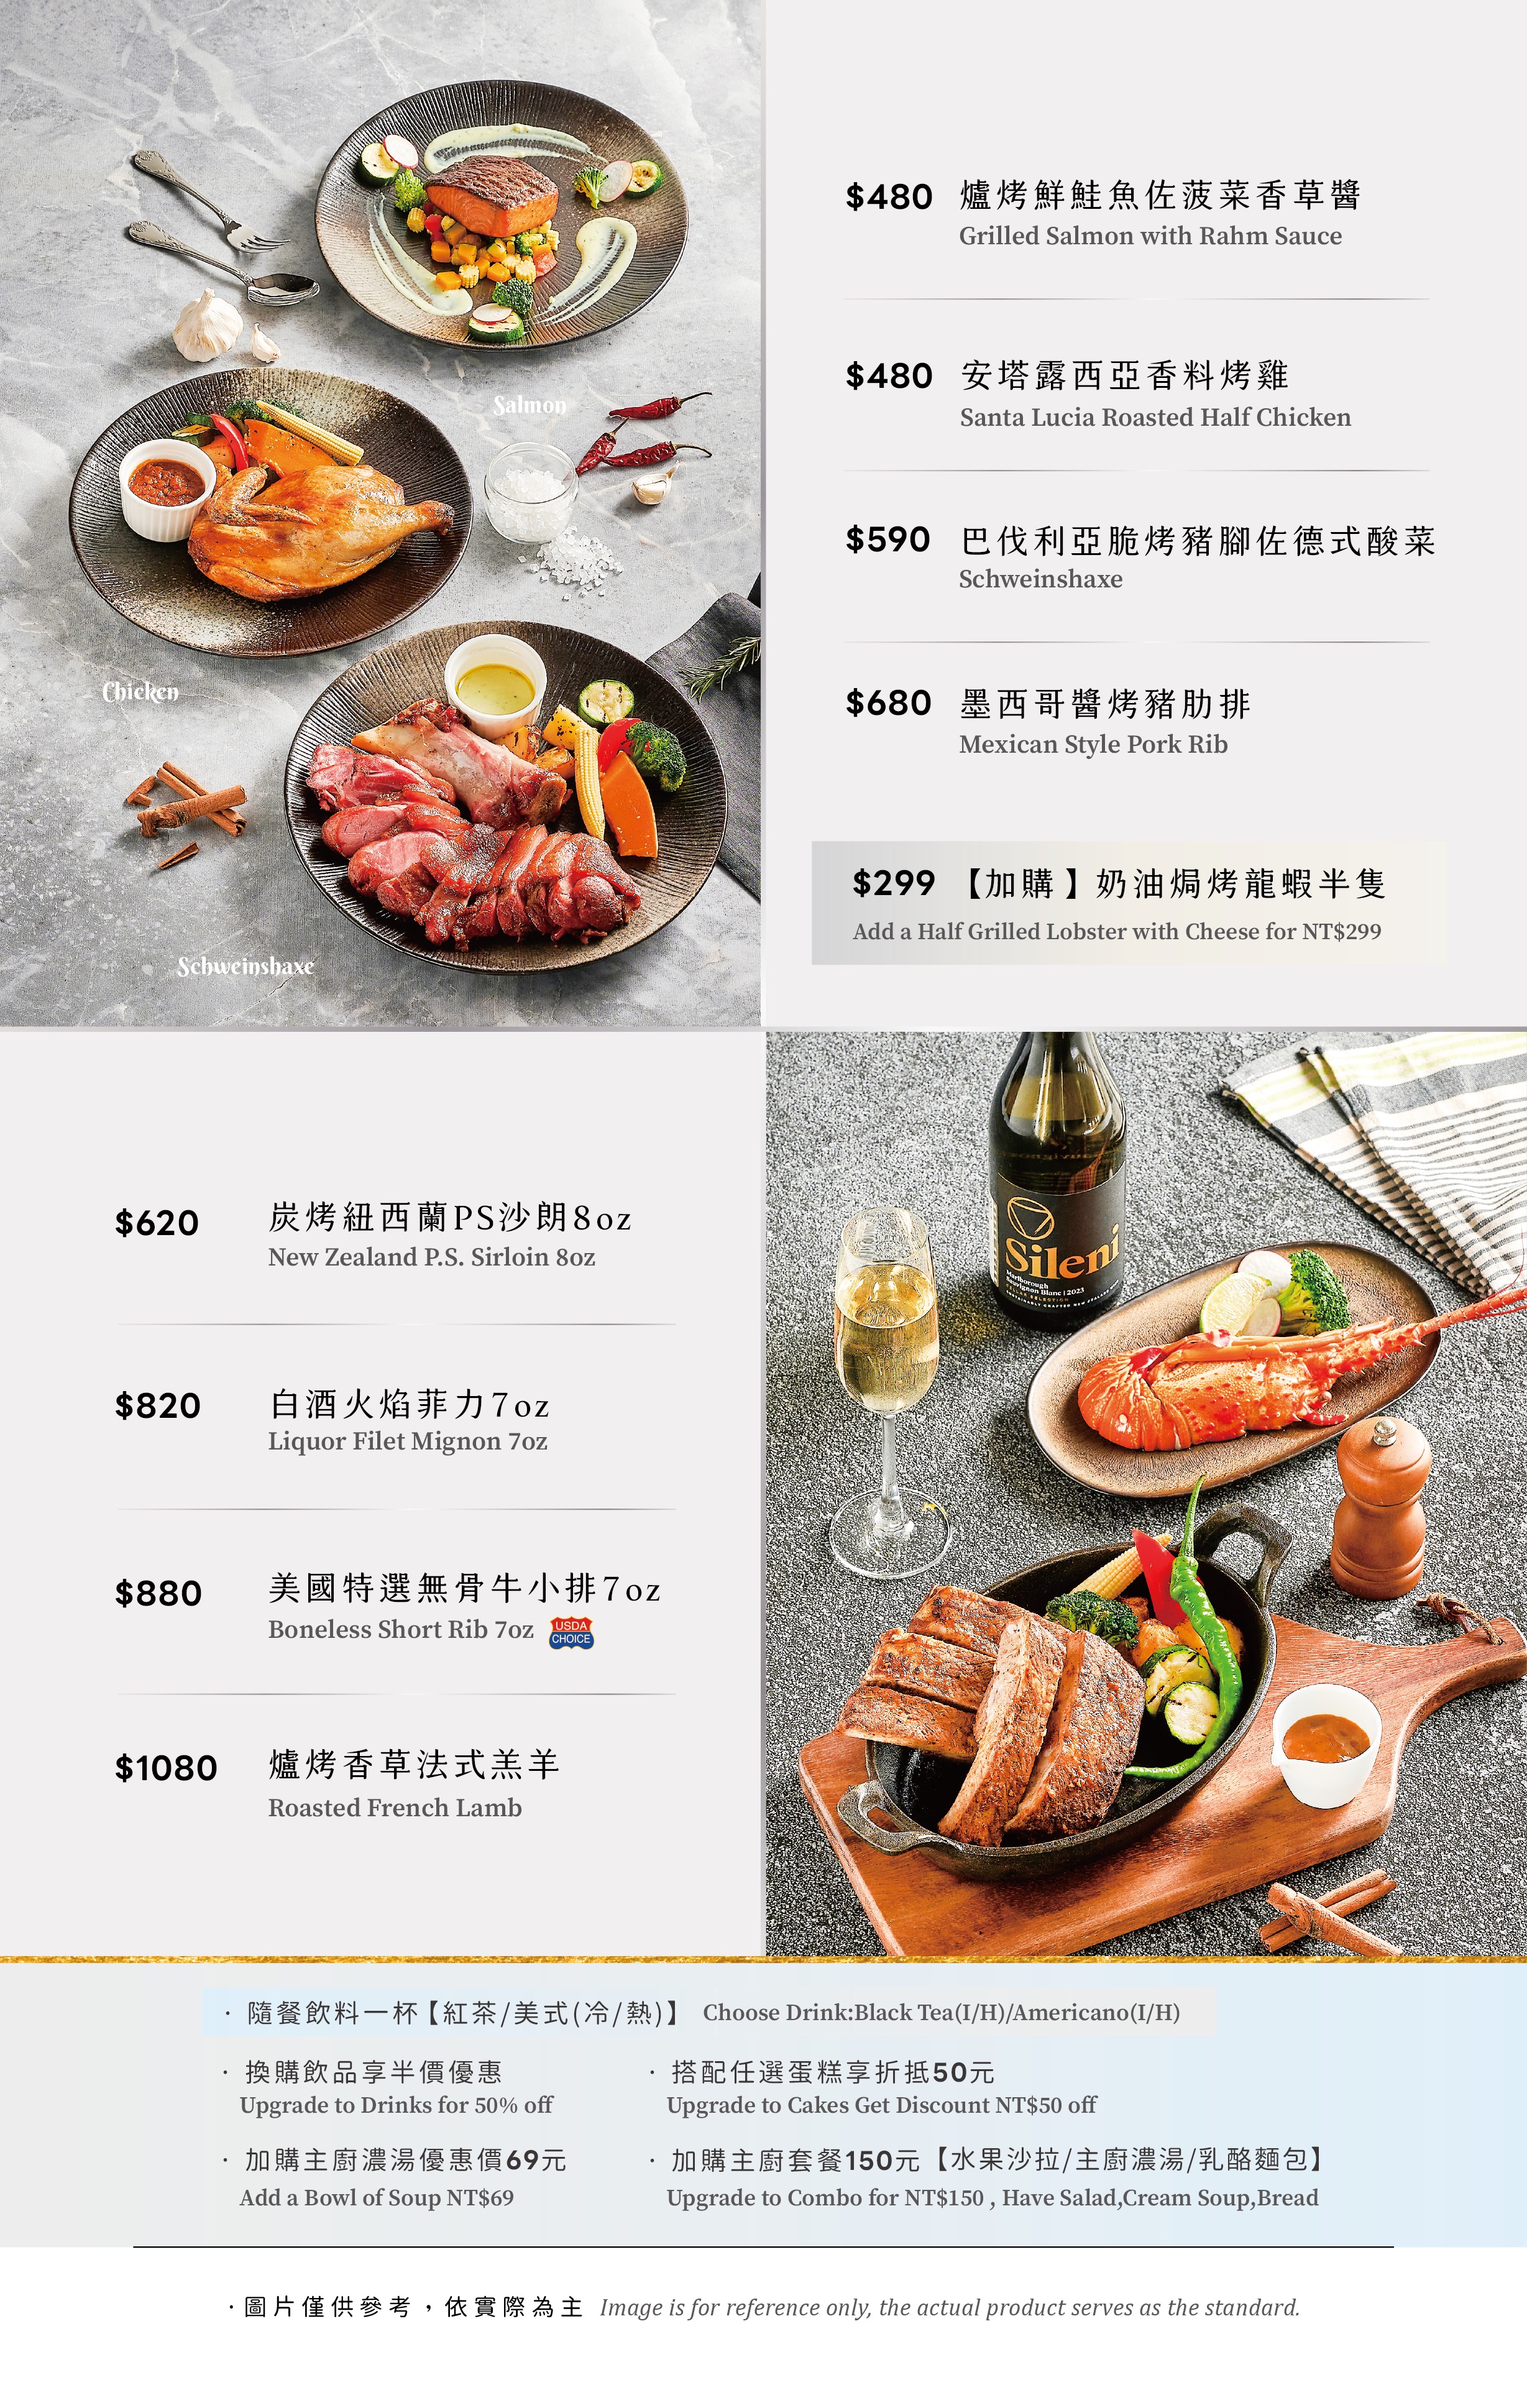 Salmon
Chicken
Schweinshaxe
$480 爐烤鮮鮭魚佐菠菜香草醬
Grilled Salmon with Rahm Sauce
$480 安塔露西亞香料烤雞
Santa Lucia Roasted Half Chicken
$590 巴伐利亞脆烤豬腳佐德式酸菜
Schweinshaxe
$680 墨西哥醬烤豬肋排
Mexican Style Pork Rib
$299 【加購】奶油焗烤龍蝦半隻
Add a Half Grilled Lobster with Cheese for NT$299
$620 炭烤紐西蘭PS沙朗8oz
New Zealand P.S. Sirloin 8oz
$820 白酒火焰菲力7oz
Liquor Filet Mignon 7oz
$880 美國特選無骨牛小排7oz
Boneless Short Rib 7oz
USDA
CHOICE
$1080 爐烤香草法式羔羊
Roasted French Lamb
Sileni
Marlborough
Sauvignon Blanc | 2023
· 隨餐飲料一杯【紅茶/美式(冷/熱)】 Choose Drink:Black Tea(I/H)/Americano(I/H)
· 換購飲品享半價優惠
Upgrade to Drinks for 50% off
· 搭配任選蛋糕享折抵50元
Upgrade to Cakes Get Discount NT$50 off
· 加購主廚濃湯優惠價69元
Add a Bowl of Soup NT$69
· 加購主廚套餐150元【水果沙拉/主廚濃湯/乳酪麵包】
Upgrade to Combo for NT$150 , Have Salad,Cream Soup,Bread
· 圖片僅供參考，依實際為主 Image is for reference only, the actual product serves as the standard.